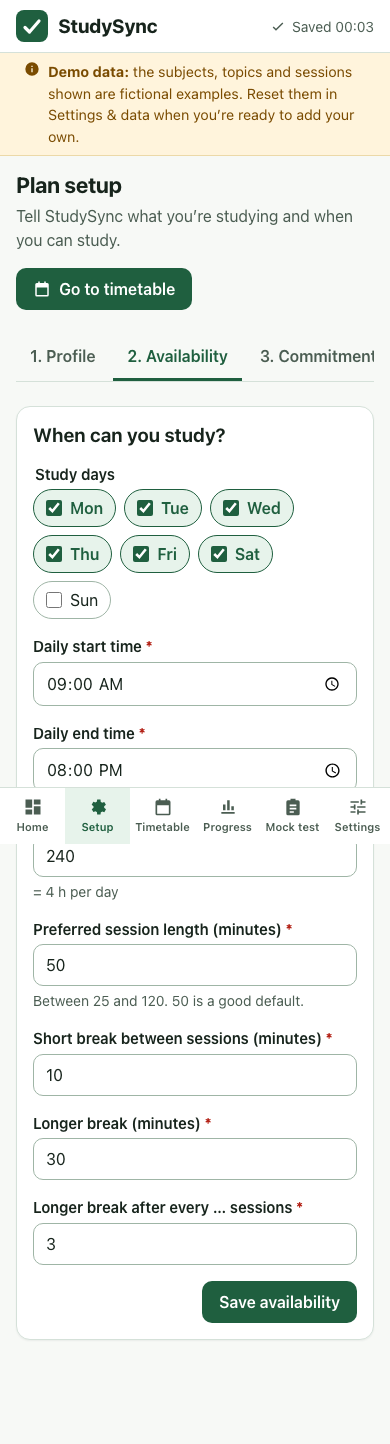 StudySync
Saved 00:03
Demo data: the subjects, topics and sessions
shown are fictional examples. Reset them in
Settings & data when you’re ready to add your
own.
Plan setup
Tell StudySync what you’re studying and when
you can study.
Go to timetable
1. Profile
2. Availability
3. Commitment
When can you study?
Study days
Mon
Tue
Wed
Thu
Fri
Sat
Sun
Daily start time *
09:00 AM
Daily end time *
08:00 PM
Home
Setup
Timetable
Progress
Mock test
Settings
240
= 4 h per day
Preferred session length (minutes) *
50
Between 25 and 120. 50 is a good default.
Short break between sessions (minutes) *
10
Longer break (minutes) *
30
Longer break after every … sessions *
3
Save availability